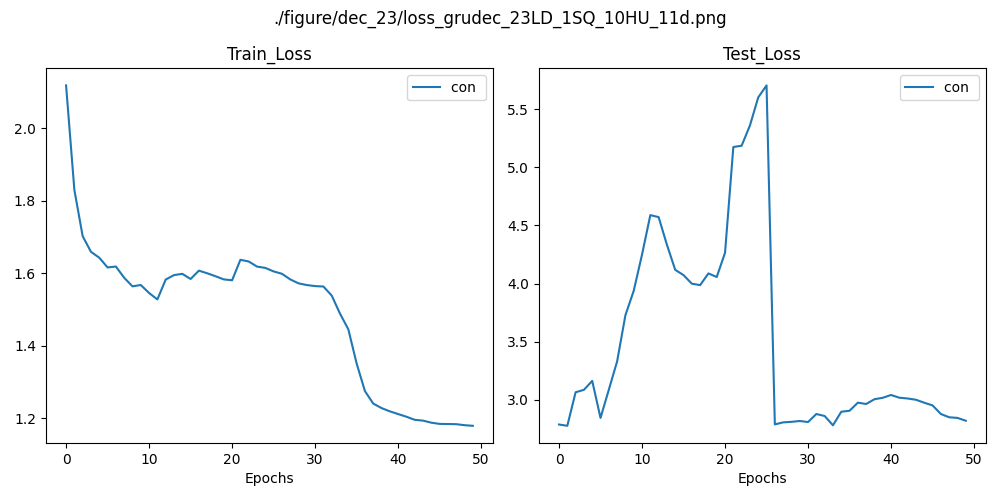 ./figure/dec_23/loss_grudec_23LD_1SQ_10HU_11d.png
Train_Loss
con
2.0
1.8
1.6
1.4
1.2
0 10 20 30 40 50
Epochs
Test_Loss
con
5.5
5.0
4.5
4.0
3.5
3.0
0 10 20 30 40 50
Epochs